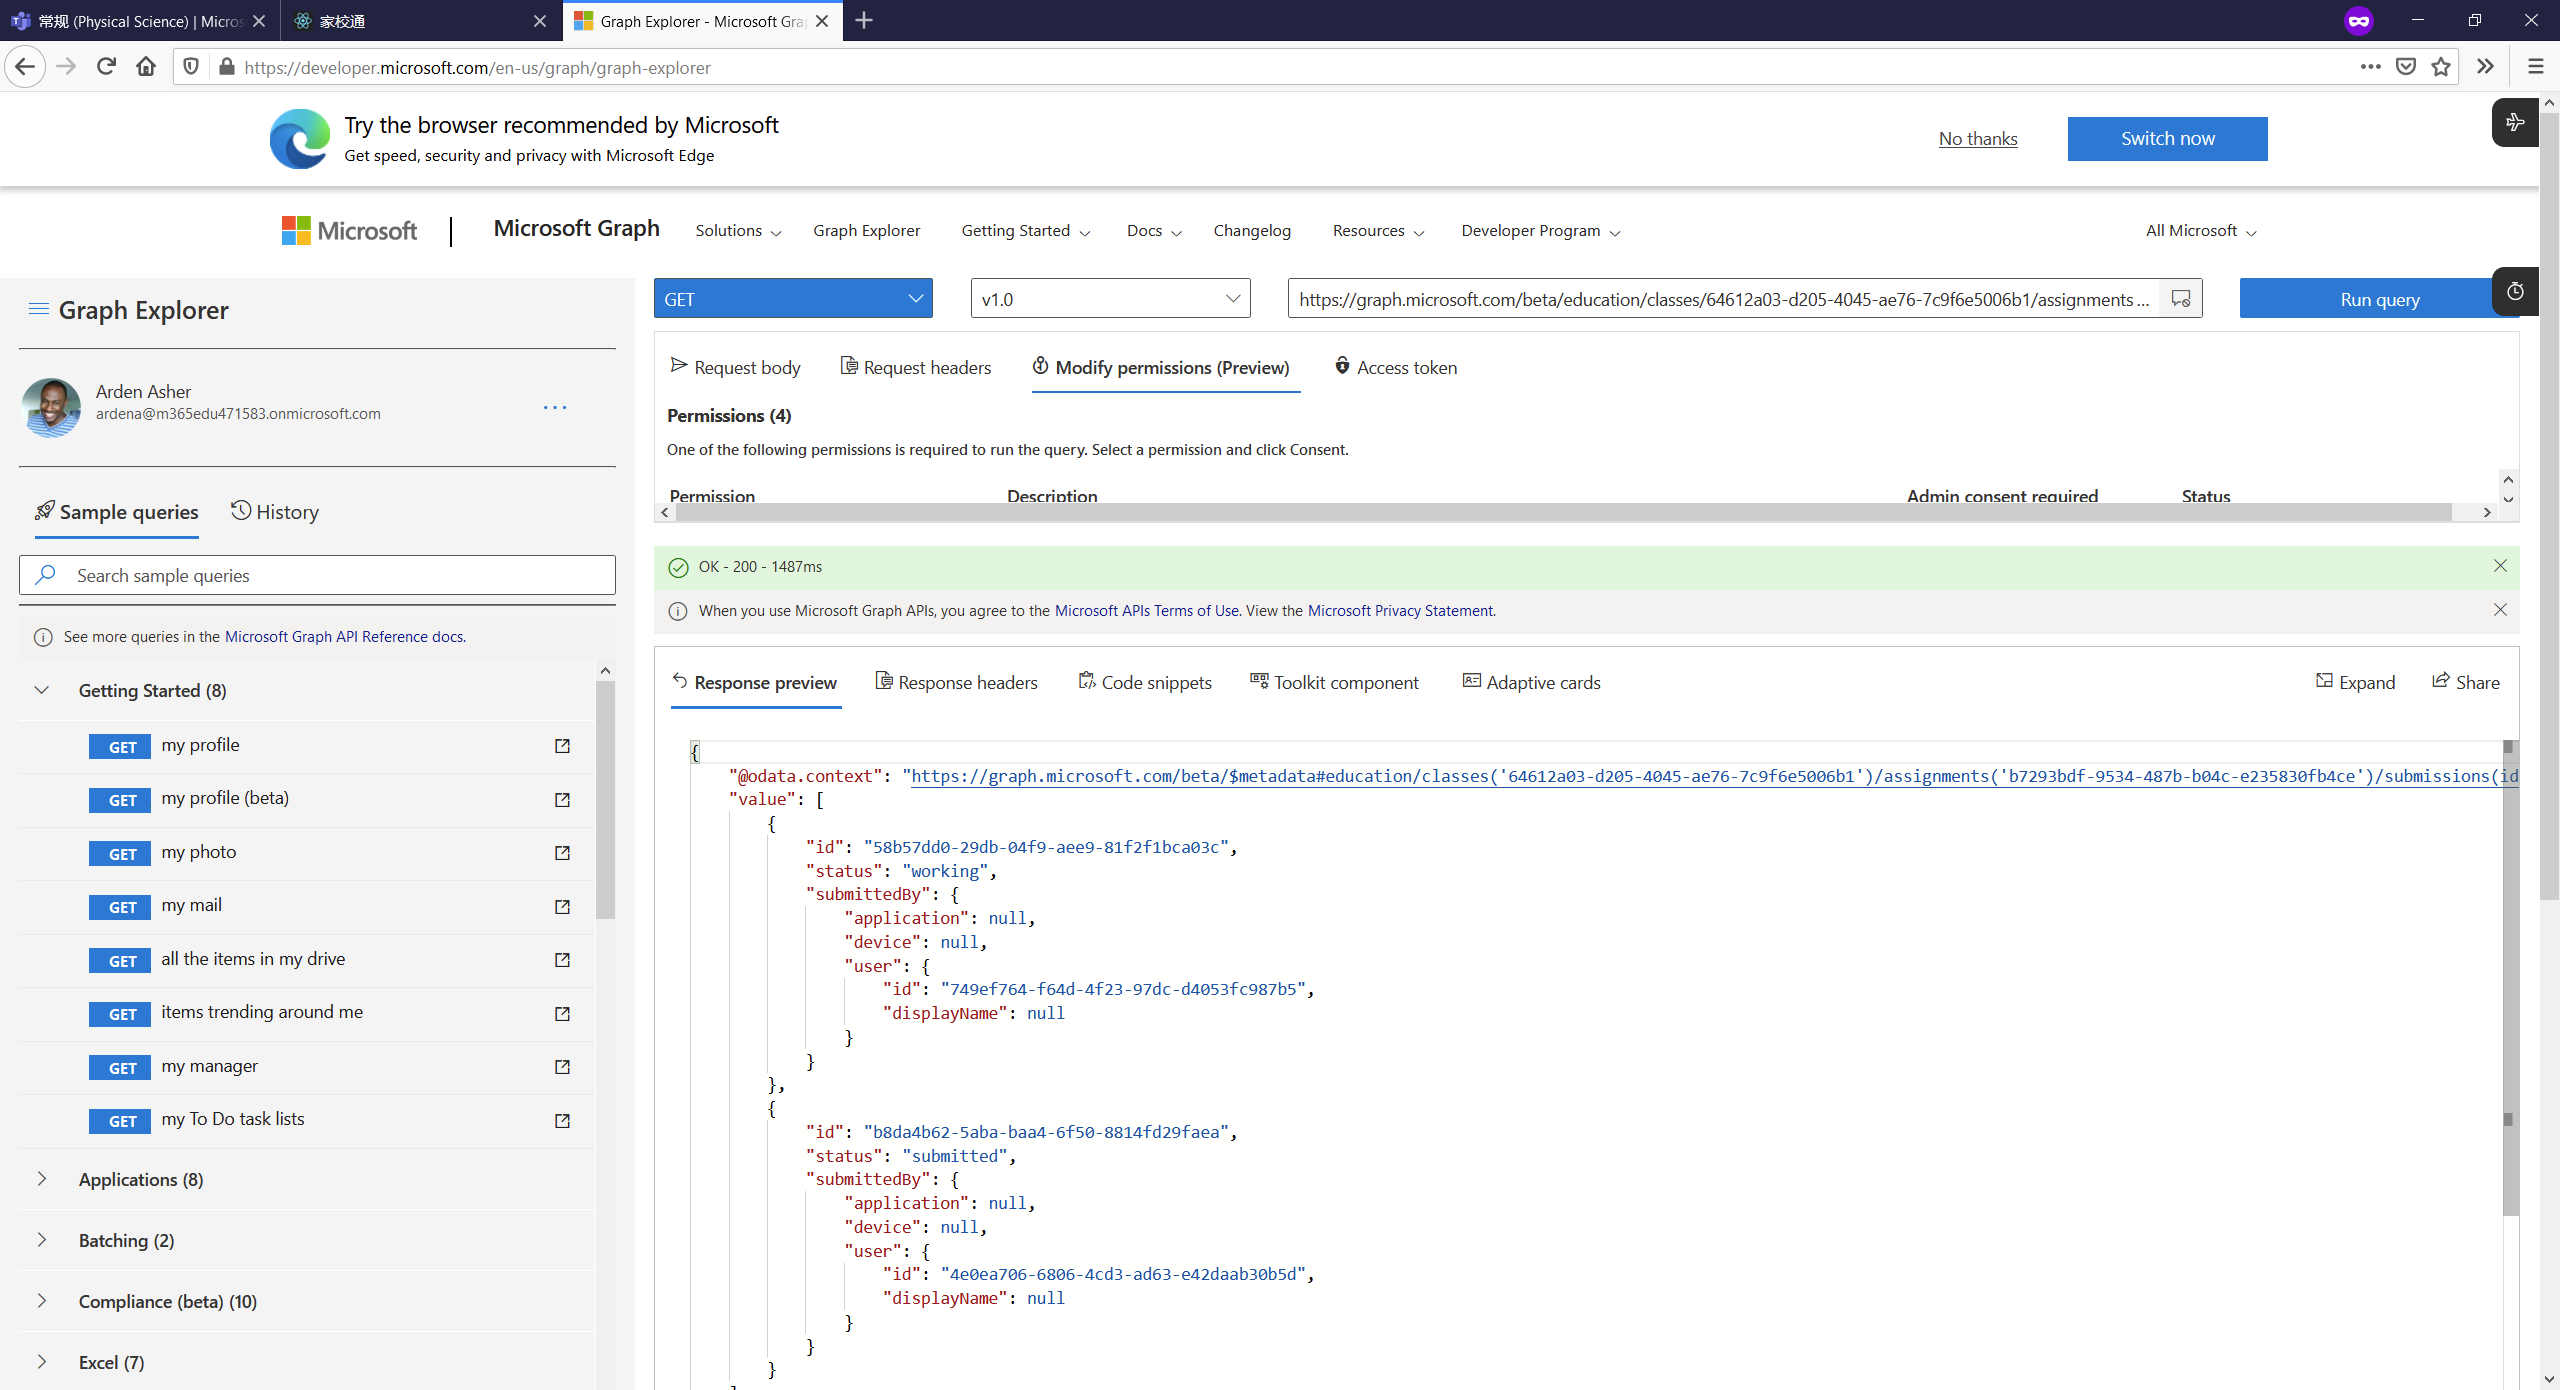 常规 (Physical Science) | Micros
家校通
Graph Explorer - Microsoft Gra
https://developer.microsoft.com/en-us/graph/graph-explorer
Try the browser recommended by Microsoft
Get speed, security and privacy with Microsoft Edge
No thanks
Switch now
Microsoft
Microsoft Graph
Solutions
Graph Explorer
Getting Started
Docs
Changelog
Resources
Developer Program
All Microsoft
Graph Explorer
Arden Asher
ardena@m365edu471583.onmicrosoft.com
...
Sample queries
History
Search sample queries
See more queries in the Microsoft Graph API Reference docs.
Getting Started (8)
GET my profile
GET my profile (beta)
GET my photo
GET my mail
GET all the items in my drive
GET items trending around me
GET my manager
GET my To Do task lists
Applications (8)
Batching (2)
Compliance (beta) (10)
Excel (7)
GET
v1.0
https://graph.microsoft.com/beta/education/classes/64612a03-d205-4045-ae76-7c9f6e5006b1/assignments ...
Run query
Request body
Request headers
Modify permissions (Preview)
Access token
Permissions (4)
One of the following permissions is required to run the query. Select a permission and click Consent.
Permission
Description
Admin consent required
Status
OK - 200 - 1487ms
When you use Microsoft Graph APIs, you agree to the Microsoft APIs Terms of Use. View the Microsoft Privacy Statement.
Response preview
Response headers
Code snippets
Toolkit component
Adaptive cards
Expand
Share
{
"@odata.context": "https://graph.microsoft.com/beta/$metadata#education/classes('64612a03-d205-4045-ae76-7c9f6e5006b1')/assignments('b7293bdf-9534-487b-b04c-e235830fb4ce')/submissions(id
"value": [
{
"id": "58b57dd0-29db-04f9-aee9-81f2f1bca03c",
"status": "working",
"submittedBy": {
"application": null,
"device": null,
"user": {
"id": "749ef764-f64d-4f23-97dc-d4053fc987b5",
"displayName": null
}
}
},
{
"id": "b8da4b62-5aba-baa4-6f50-8814fd29faea",
"status": "submitted",
"submittedBy": {
"application": null,
"device": null,
"user": {
"id": "4e0ea706-6806-4cd3-ad63-e42daab30b5d",
"displayName": null
}
}
}